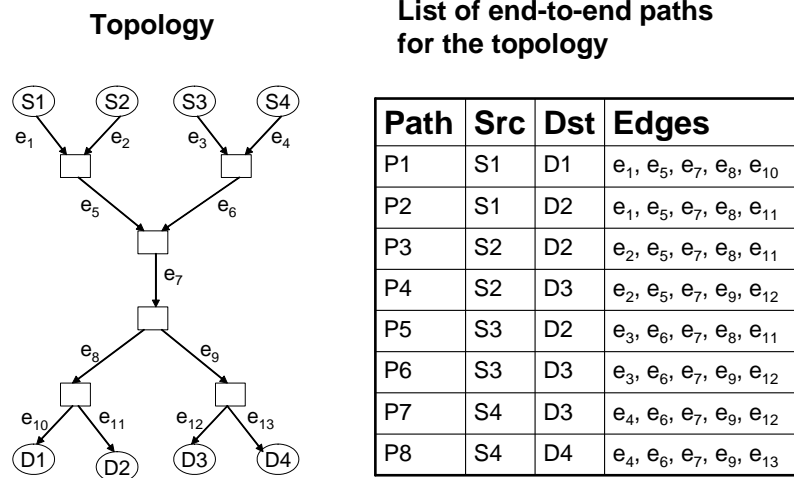 Topology
List of end-to-end paths
for the topology
S1 S2 S3 S4
e₁ e₂ e₃ e₄
e₅ e₆
e₇
e₈ e₉
e₁₀ e₁₁ e₁₂ e₁₃
D1 D2 D3 D4
Path Src Dst Edges
P1 S1 D1 e₁, e₅, e₇, e₈, e₁₀
P2 S1 D2 e₁, e₅, e₇, e₈, e₁₁
P3 S2 D2 e₂, e₅, e₇, e₈, e₁₁
P4 S2 D3 e₂, e₅, e₇, e₉, e₁₂
P5 S3 D2 e₃, e₆, e₇, e₈, e₁₁
P6 S3 D3 e₃, e₆, e₇, e₉, e₁₂
P7 S4 D3 e₄, e₆, e₇, e₉, e₁₂
P8 S4 D4 e₄, e₆, e₇, e₉, e₁₃